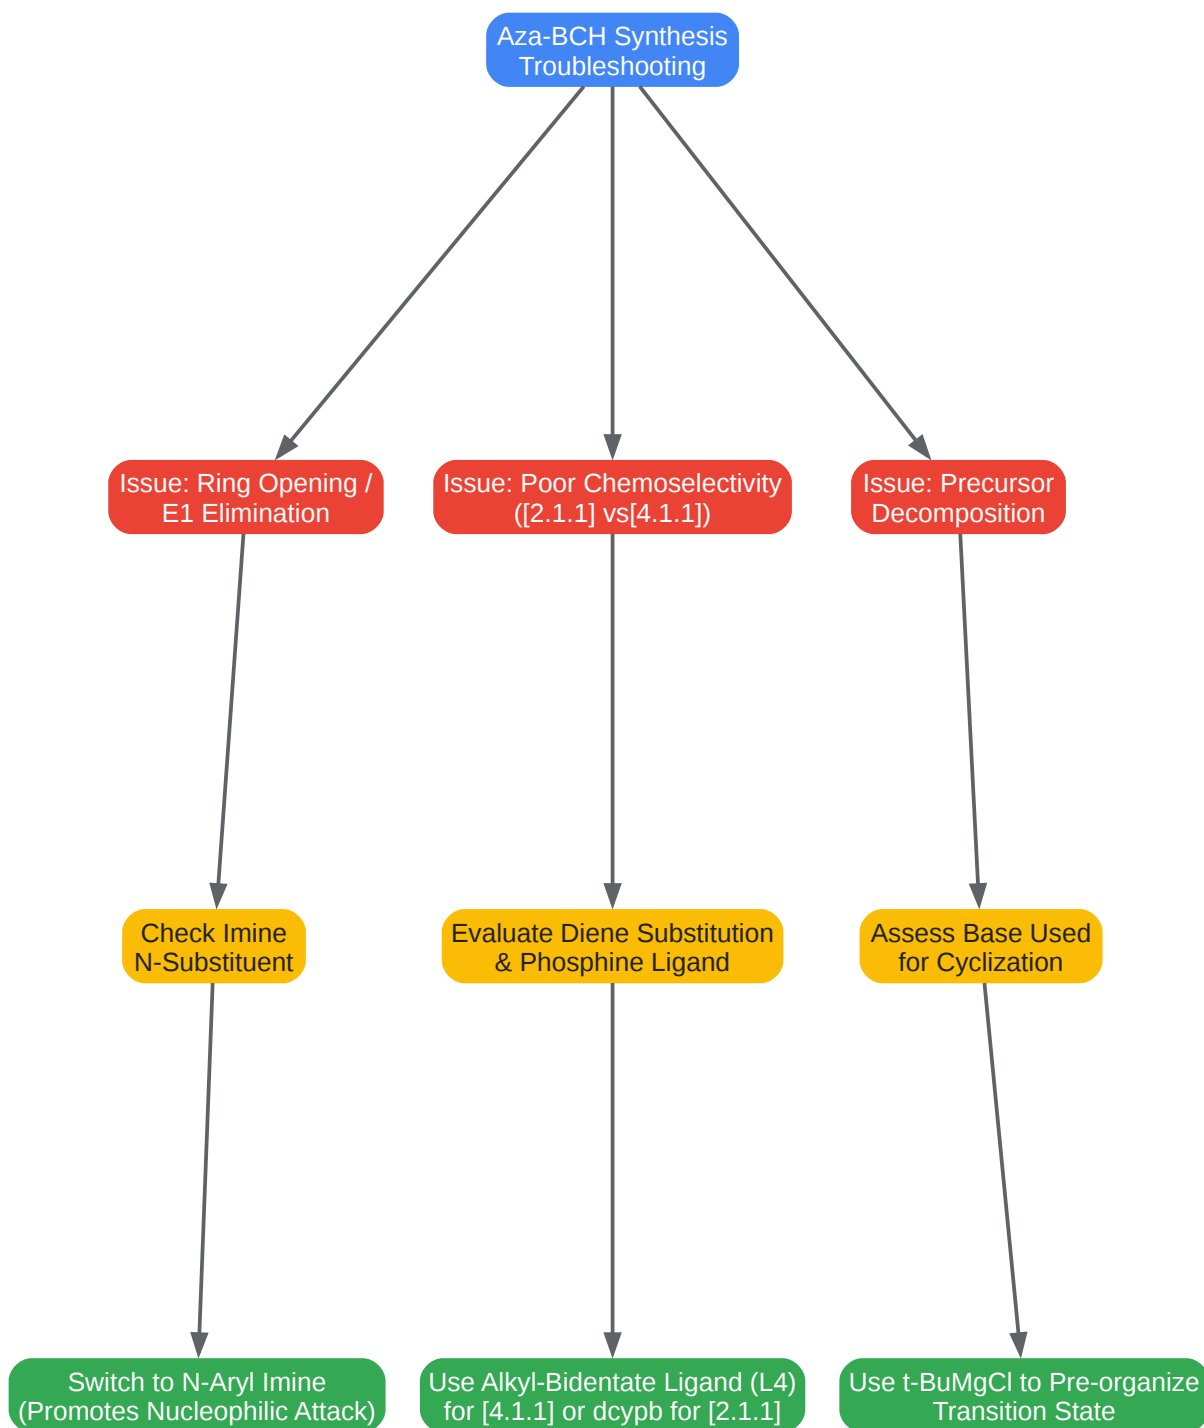 Aza-BCH Synthesis
Troubleshooting
Issue: Ring Opening /
E1 Elimination
Issue: Poor Chemoselectivity
([2.1.1] vs[4.1.1])
Issue: Precursor
Decomposition
Check Imine
N-Substituent
Evaluate Diene Substitution
& Phosphine Ligand
Assess Base Used
for Cyclization
Switch to N-Aryl Imine
(Promotes Nucleophilic Attack)
Use Alkyl-Bidentate Ligand (L4)
for [4.1.1] or dcypb for [2.1.1]
Use t-BuMgCl to Pre-organize
Transition State